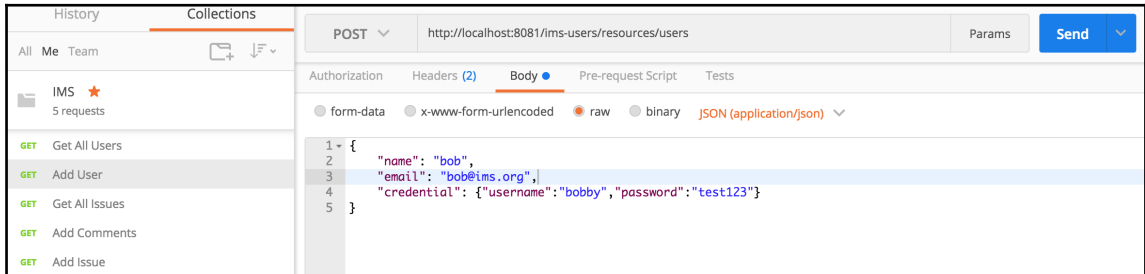 History Collections
All Me Team
IMS
5 requests
GET Get All Users
GET Add User
GET Get All Issues
GET Add Comments
GET Add Issue
POST http://localhost:8081/ims-users/resources/users Params Send
Authorization Headers (2) Body Pre-request Script Tests
form-data x-www-form-urlencoded raw binary JSON (application/json)
1 {
2 "name": "bob",
3 "email": "bob@ims.org",
4 "credential": {"username":"bobby","password":"test123"}
5 }